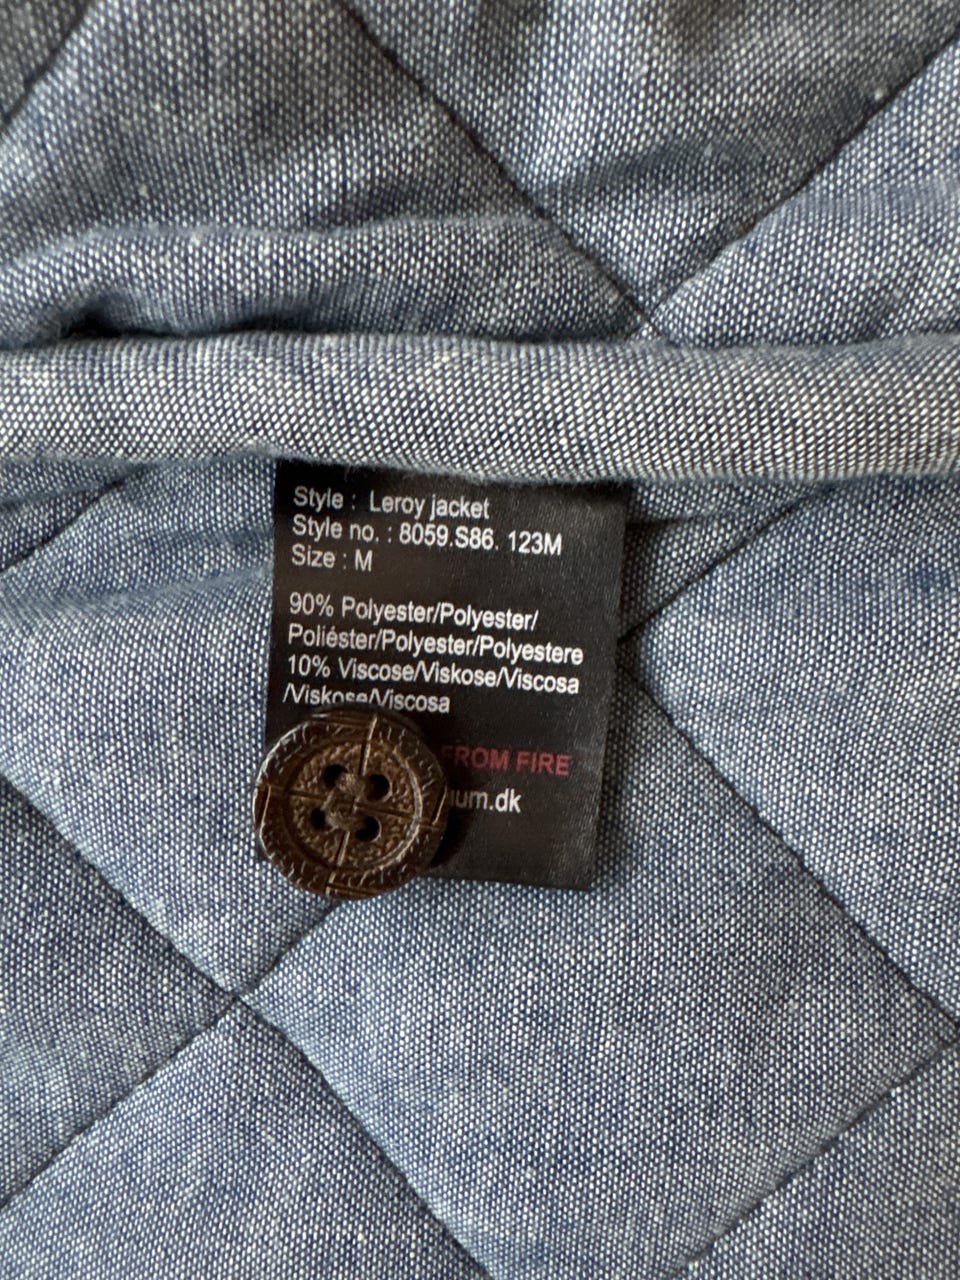 Style : Leroy jacket
Style no. : 8059.S86. 123M
Size : M
90% Polyester/Polyester/
Poliéster/Polyester/Polyestere
10% Viscose/Viskose/Viscosa
/Viskose/Viscosa
FROM FIRE
ium.dk